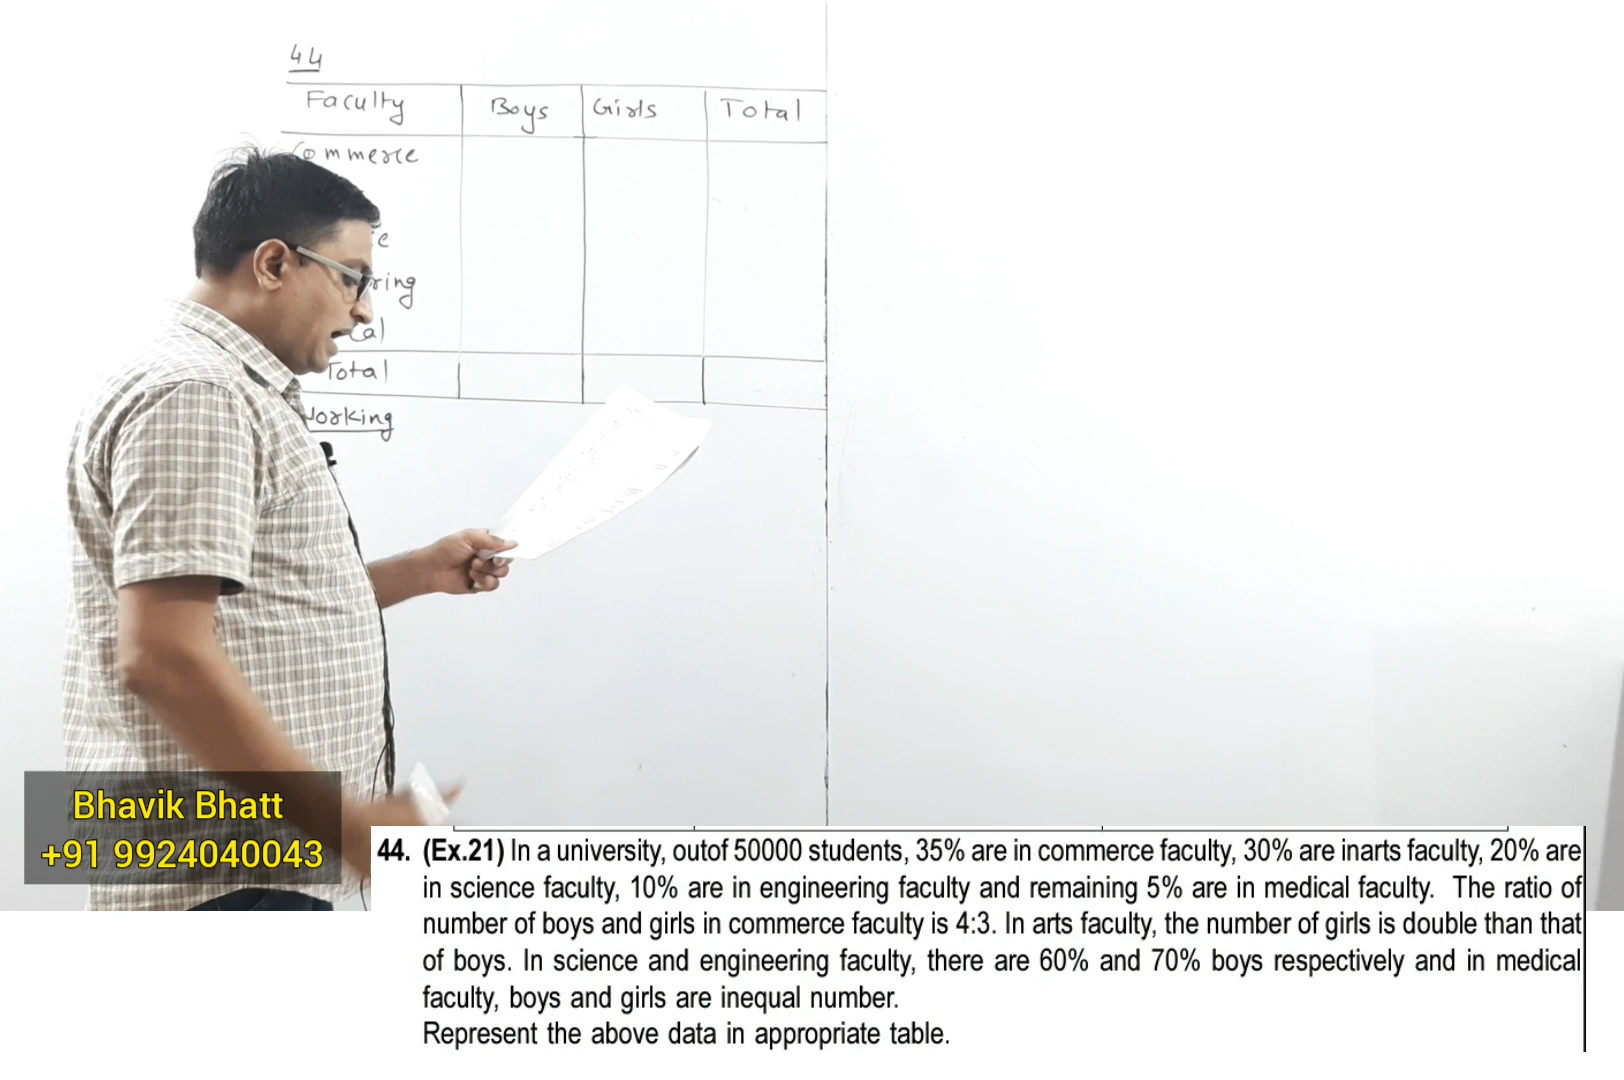 44
Faculty Boys Girls Total
Commerce
Total
Working
Bhavik Bhatt
+91 9924040043
44. (Ex.21) In a university, outof 50000 students, 35% are in commerce faculty, 30% are inarts faculty, 20% are
in science faculty, 10% are in engineering faculty and remaining 5% are in medical faculty. The ratio of
number of boys and girls in commerce faculty is 4:3. In arts faculty, the number of girls is double than that
of boys. In science and engineering faculty, there are 60% and 70% boys respectively and in medical
faculty, boys and girls are inequal number.
Represent the above data in appropriate table.